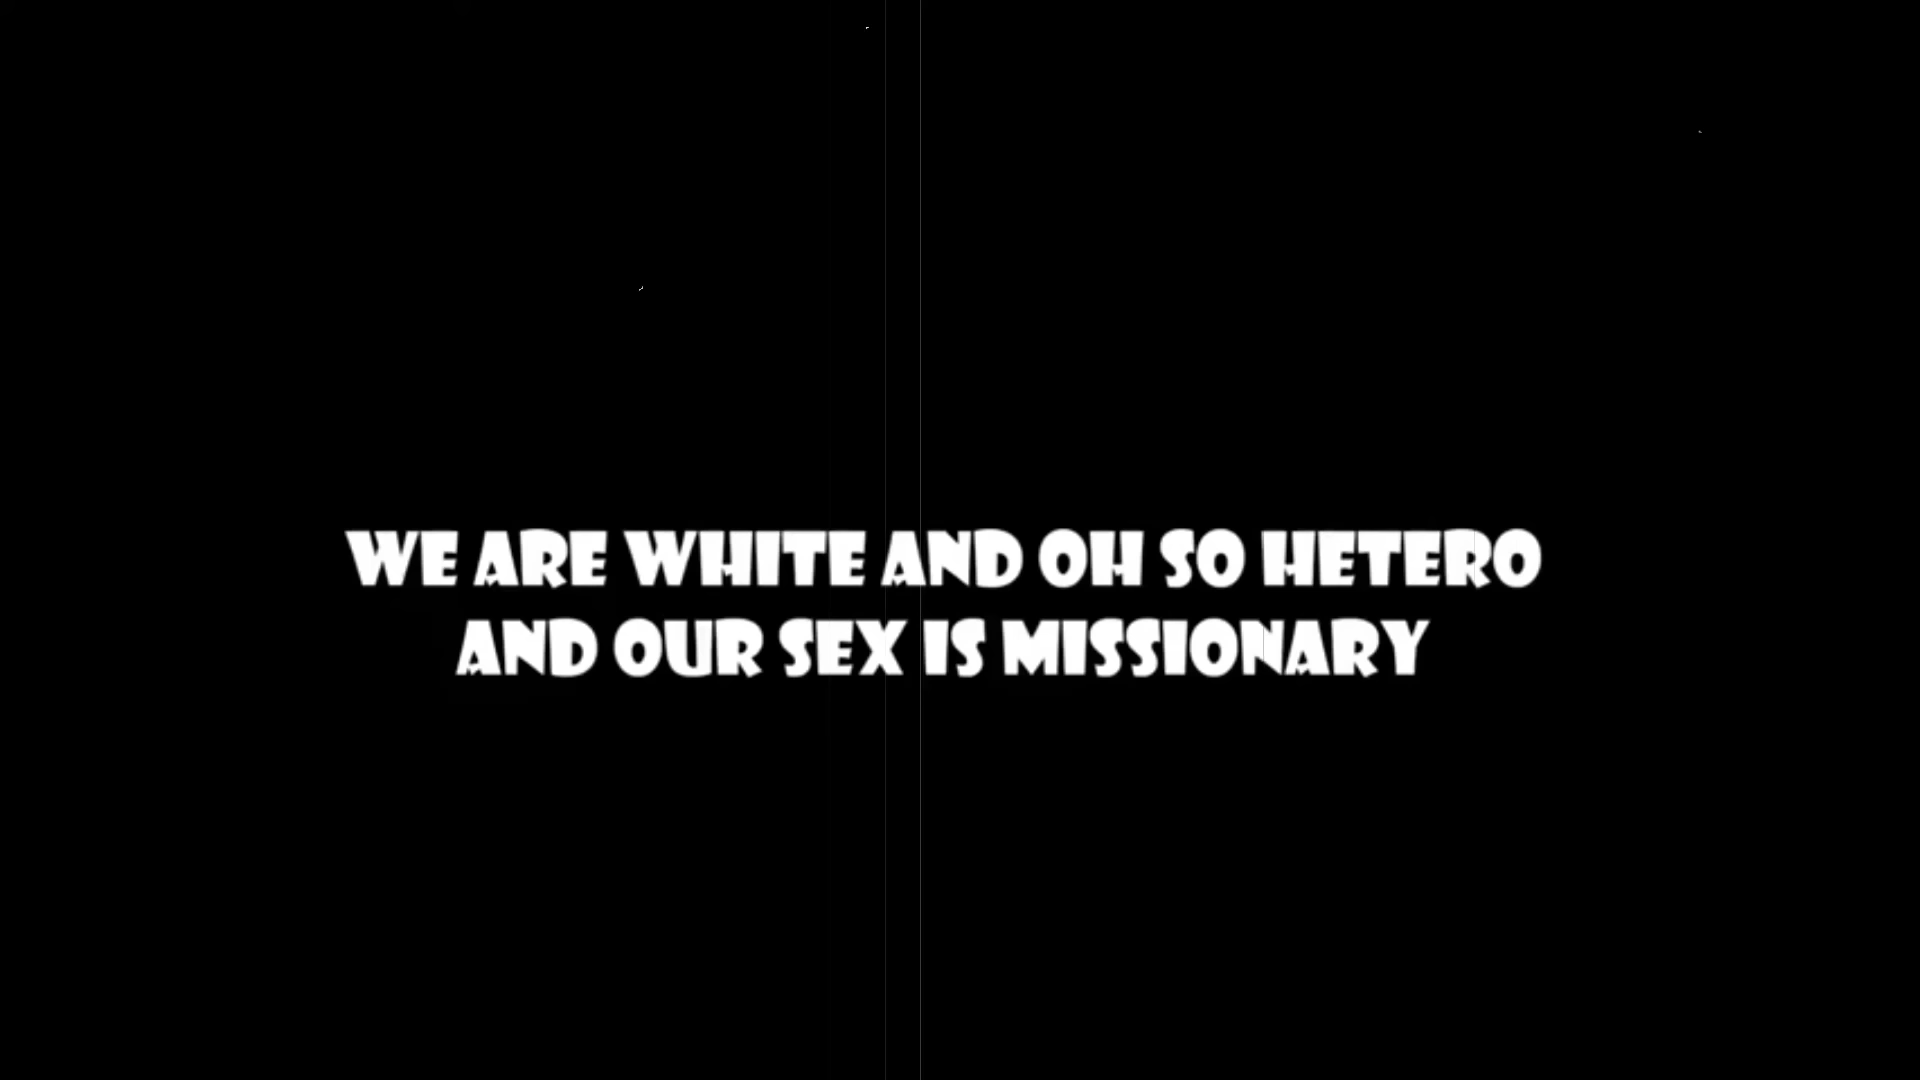 WE ARE WHITE AND OH SO HETERO
AND OUR SEX IS MISSIONARY